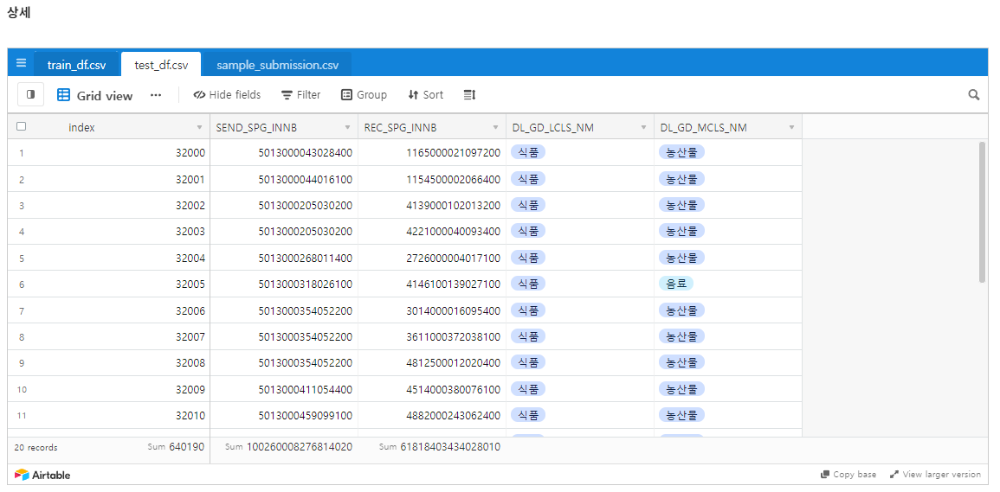 상세
train_df.csv test_df.csv sample_submission.csv
Grid view ··· Hide fields Filter Group Sort
index SEND_SPG_INNB REC_SPG_INNB DL_GD_LCLS_NM DL_GD_MCLS_NM
1 32000 5013000043028400 1165000021097200 식품 농산물
2 32001 5013000044016100 1154500002066400 식품 농산물
3 32002 5013000205030200 4139000102013200 식품 농산물
4 32003 5013000205030200 4221000040093400 식품 농산물
5 32004 5013000268011400 2726000004017100 식품 농산물
6 32005 5013000318026100 4146100139027100 식품 음료
7 32006 5013000354052200 3014000016095400 식품 농산물
8 32007 5013000354052200 3611000372038100 식품 농산물
9 32008 5013000354052200 4812500012020400 식품 농산물
10 32009 5013000411054400 4514000380076100 식품 농산물
11 32010 5013000459099100 4882000243062400 식품 농산물
20 records Sum 640190 Sum 100260008276814020 Sum 61818403434028010
Airtable Copy base View larger version